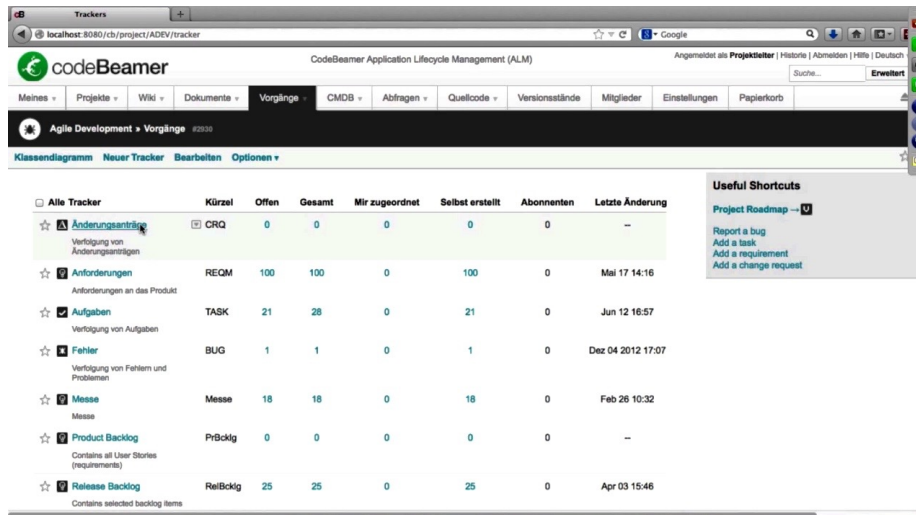 cB Trackers +
localhost:8080/cb/project/ADEV/tracker Google
codeBeamer CodeBeamer Application Lifecycle Management (ALM) Angemeldet als Projektleiter | Historie | Abmelden | Hilfe | Deutsch
Suche... Erweitert
Meines Projekte Wiki Dokumente Vorgänge CMDB Abfragen Quellcode Versionsstände Mitglieder Einstellungen Papierkorb
Agile Development » Vorgänge #2830
Klassendiagramm Neuer Tracker Bearbeiten Optionen
Alle Tracker Kürzel Offen Gesamt Mir zugeordnet Selbst erstellt Abonnenten Letzte Änderung
Änderungsanträge CRQ 0 0 0 0 0 --
Verfolgung von
Änderungsanträgen
Anforderungen REQM 100 100 0 100 0 Mai 17 14:16
Anforderungen an das Produkt
Aufgaben TASK 21 28 0 21 0 Jun 12 16:57
Verfolgung von Aufgaben
Fehler BUG 1 1 0 1 0 Dez 04 2012 17:07
Verfolgung von Fehlern und
Problemen
Messe Messe 18 18 0 18 0 Feb 26 10:32
Messe
Product Backlog PrBcklg 0 0 0 0 0 --
Contains all User Stories
(requirements)
Release Backlog RelBcklg 25 25 0 25 0 Apr 03 15:46
Contains selected backlog items
Useful Shortcuts
Project Roadmap →
Report a bug
Add a task
Add a requirement
Add a change request